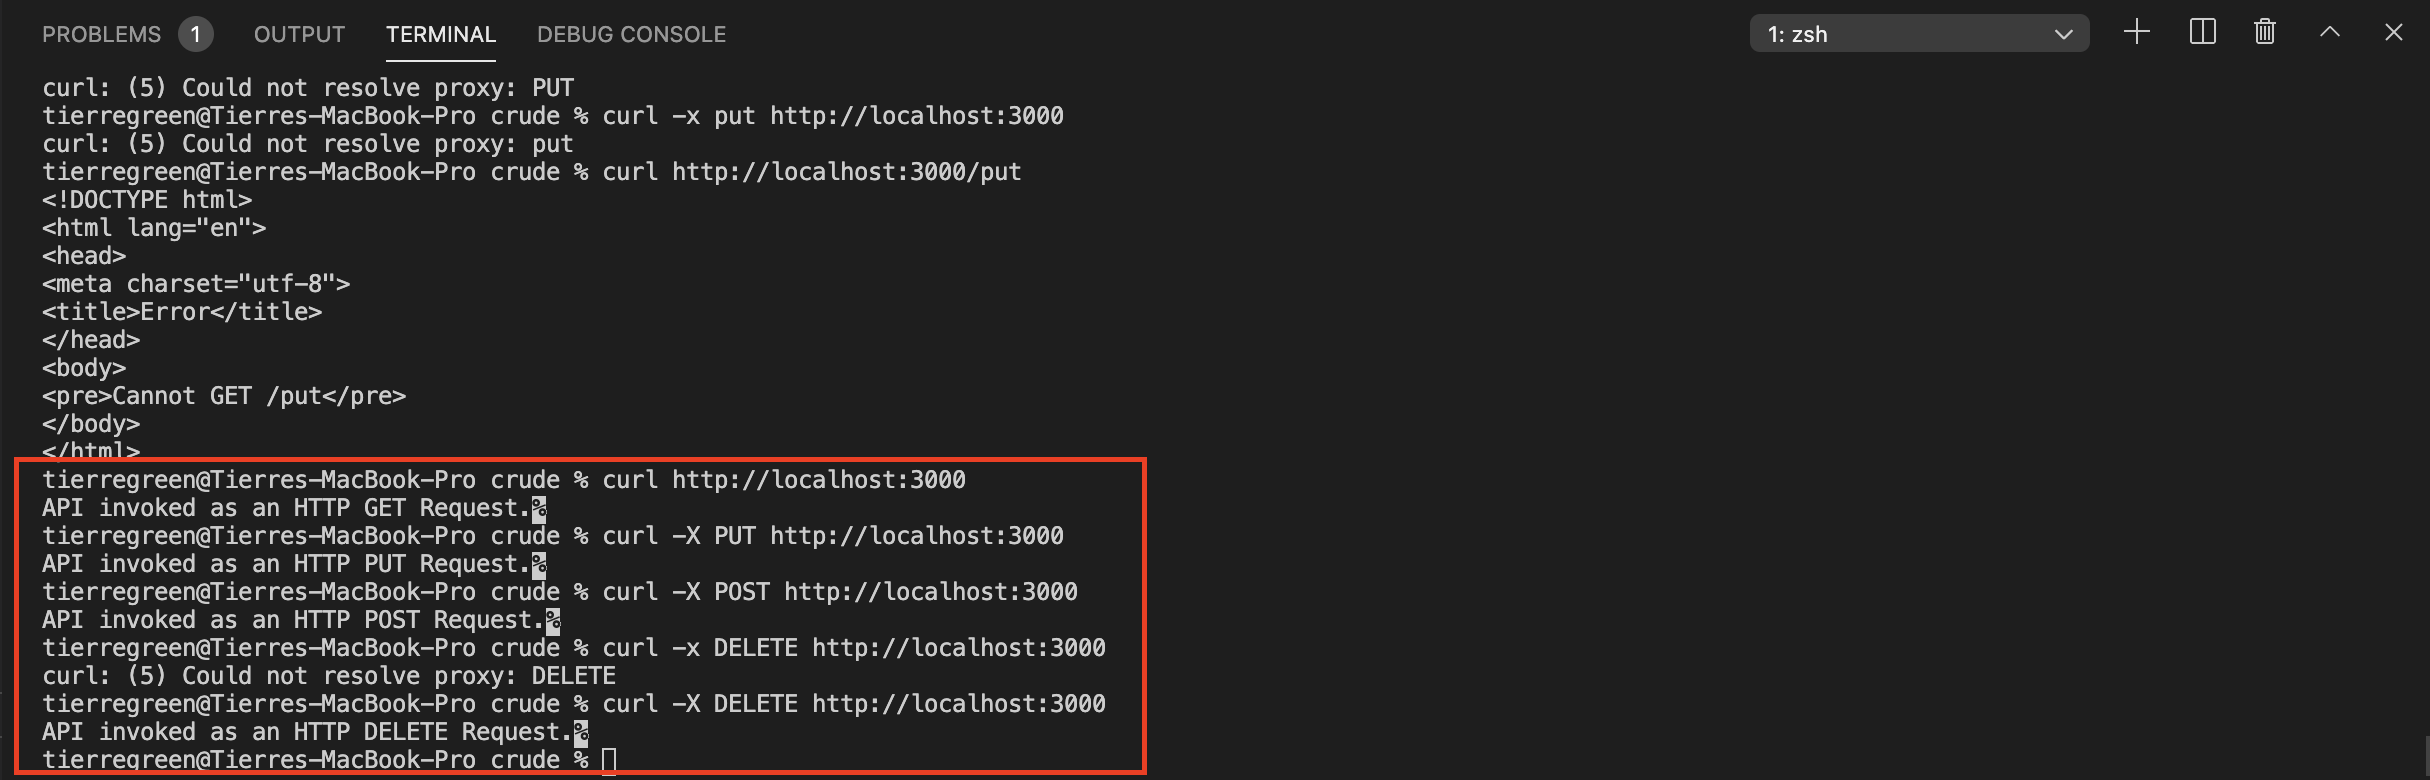 PROBLEMS 1 OUTPUT TERMINAL DEBUG CONSOLE 1: zsh
curl: (5) Could not resolve proxy: PUT
tierregreen@Tierres-MacBook-Pro crude % curl -x put http://localhost:3000
curl: (5) Could not resolve proxy: put
tierregreen@Tierres-MacBook-Pro crude % curl http://localhost:3000/put
<!DOCTYPE html>
<html lang="en">
<head>
<meta charset="utf-8">
<title>Error</title>
</head>
<body>
<pre>Cannot GET /put</pre>
</body>
</html>
tierregreen@Tierres-MacBook-Pro crude % curl http://localhost:3000
API invoked as an HTTP GET Request.%
tierregreen@Tierres-MacBook-Pro crude % curl -X PUT http://localhost:3000
API invoked as an HTTP PUT Request.%
tierregreen@Tierres-MacBook-Pro crude % curl -X POST http://localhost:3000
API invoked as an HTTP POST Request.%
tierregreen@Tierres-MacBook-Pro crude % curl -x DELETE http://localhost:3000
curl: (5) Could not resolve proxy: DELETE
tierregreen@Tierres-MacBook-Pro crude % curl -X DELETE http://localhost:3000
API invoked as an HTTP DELETE Request.%
tierregreen@Tierres-MacBook-Pro crude %